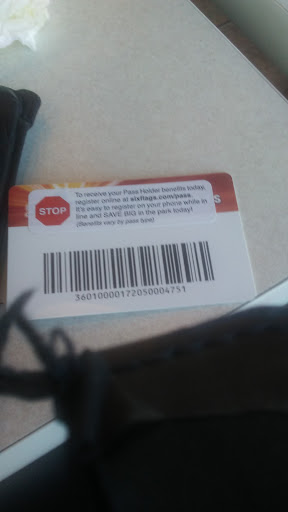 To receive your Pass Holder benefits today,
register online at sixflags.com/pass.
It's easy to register on your phone while in
line and SAVE BIG in the park today!
(Benefits vary by pass type)
STOP
S
36010000172050004751